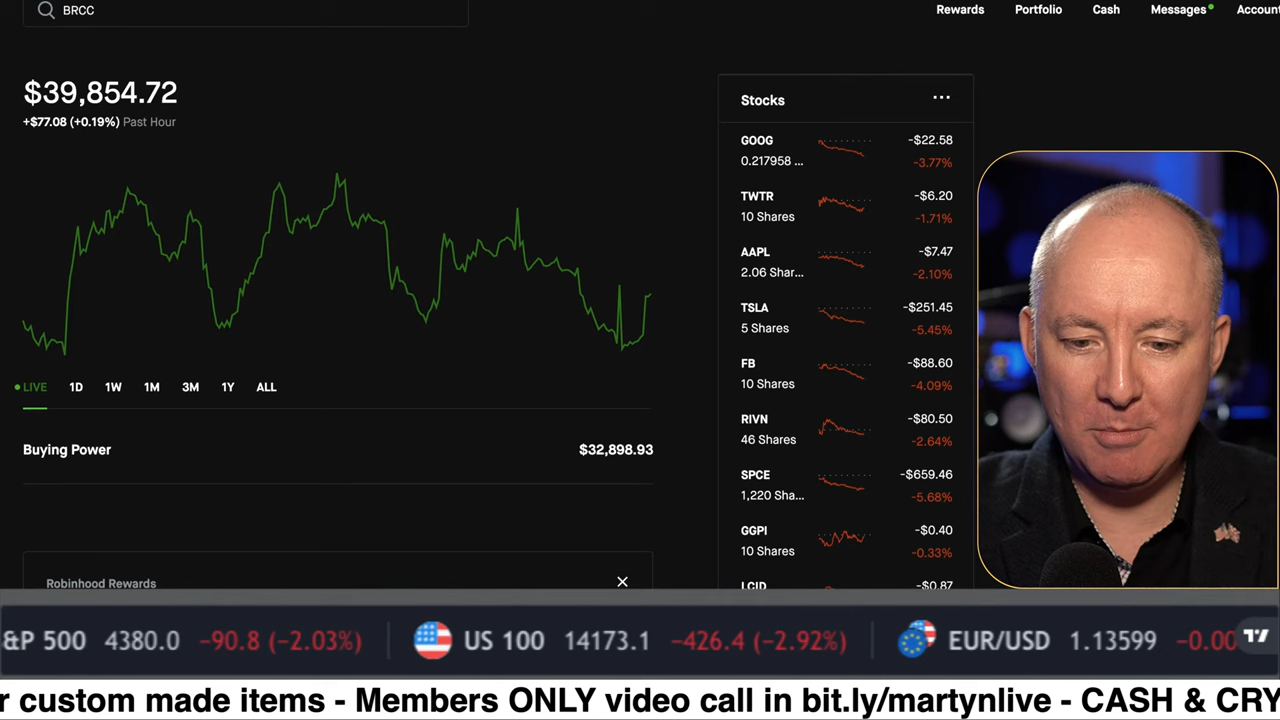 BRCC
Rewards Portfolio Cash Messages Accoun
$39,854.72
+$77.08 (+0.19%) Past Hour
LIVE 1D 1W 1M 3M 1Y ALL
Buying Power $32,898.93
Robinhood Rewards
Stocks
GOOG -$22.58
0.217958 ... -3.77%
TWTR -$6.20
10 Shares -1.71%
AAPL -$7.47
2.06 Shar... -2.10%
TSLA -$251.45
5 Shares -5.45%
FB -$88.60
10 Shares -4.09%
RIVN -$80.50
46 Shares -2.64%
SPCE -$659.46
1,220 Sha... -5.68%
GGPI -$0.40
10 Shares -0.33%
LCID -$0.87
&P 500 4380.0 −90.8 (−2.03%) US 100 14173.1 −426.4 (−2.92%) EUR/USD 1.13599 −0.00
r custom made items - Members ONLY video call in bit.ly/martynlive - CASH & CRY